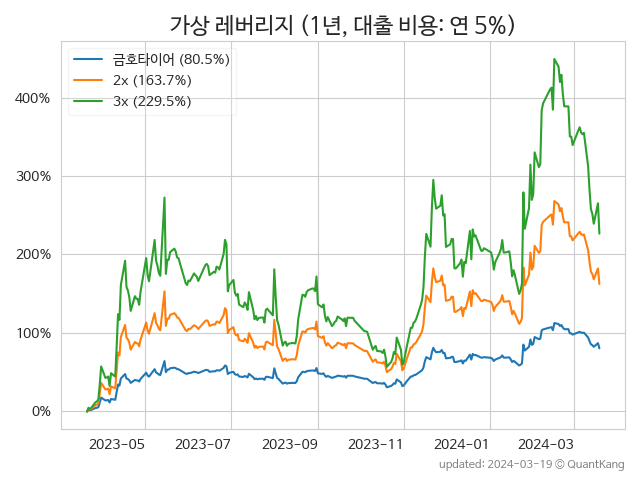 가상 레버리지 (1년, 대출 비용: 연 5%)
금호타이어 (80.5%)
2x (163.7%)
3x (229.5%)
400%
300%
200%
100%
0%
2023-05 2023-07 2023-09 2023-11 2024-01 2024-03
updated: 2024-03-19 © QuantKang